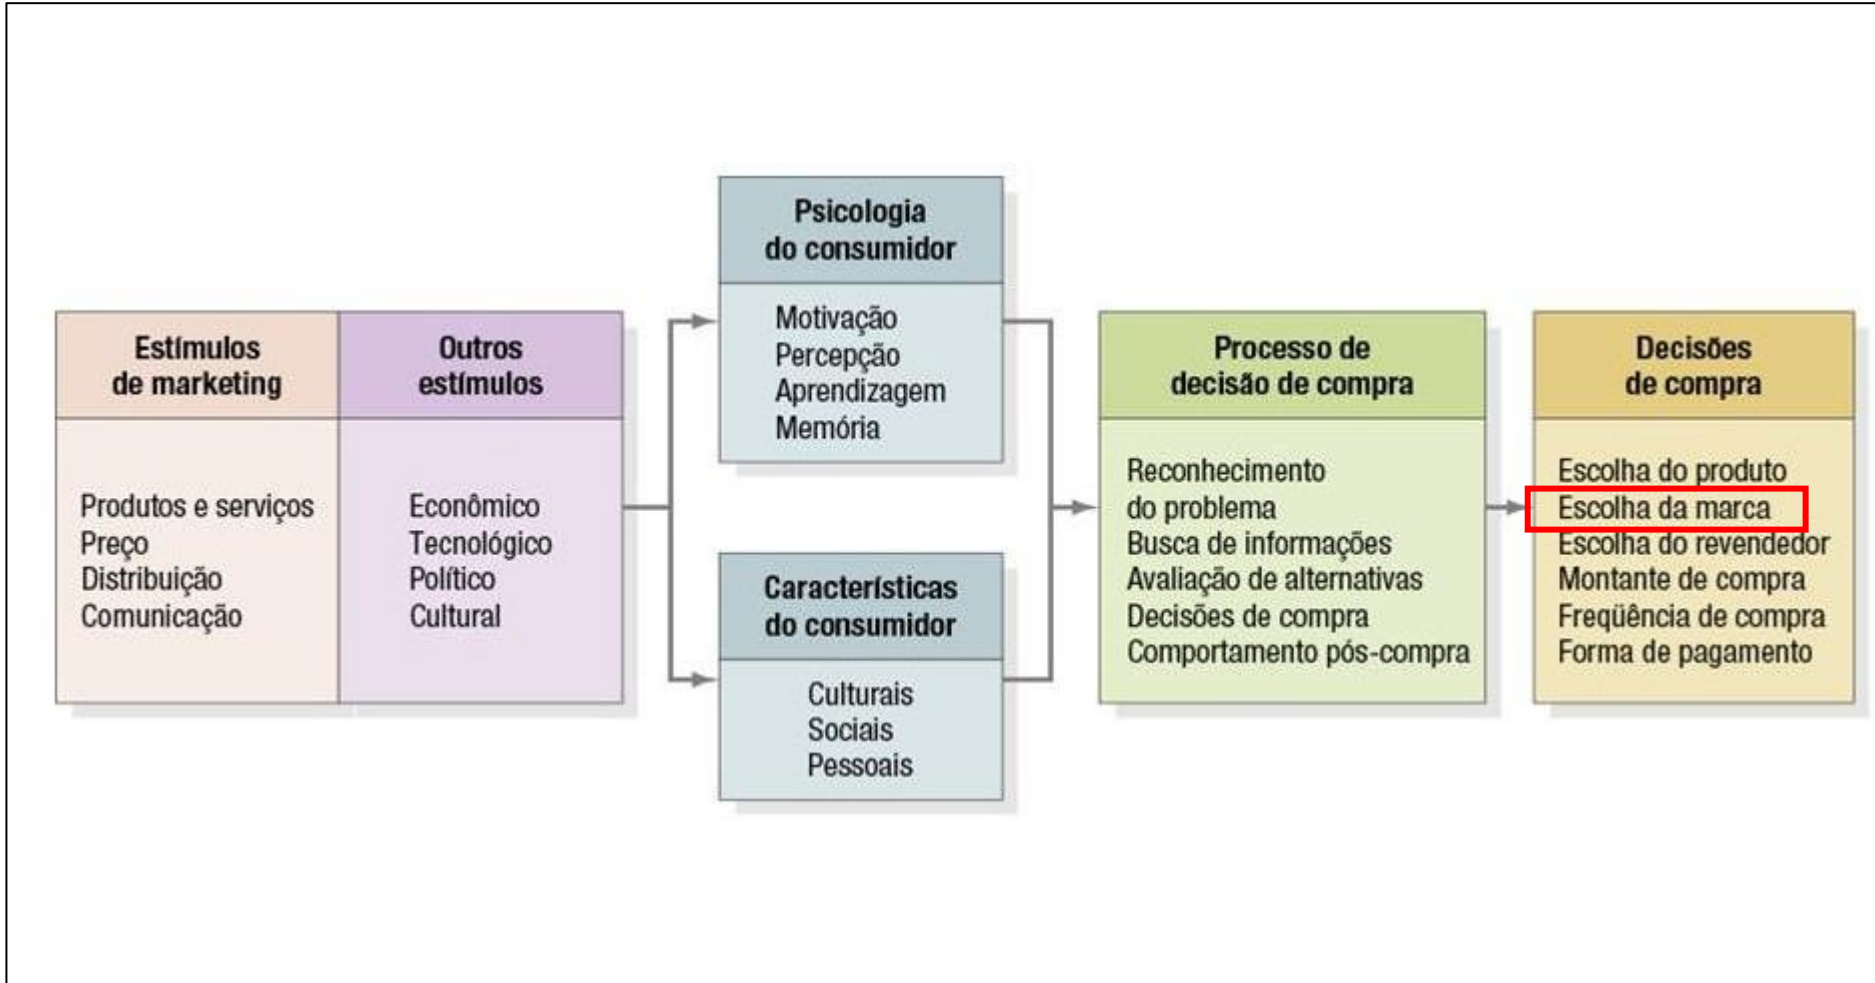 Estímulos
de marketing
Produtos e serviços
Preço
Distribuição
Comunicação
Outros
estímulos
Econômico
Tecnológico
Político
Cultural
Psicologia
do consumidor
Motivação
Percepção
Aprendizagem
Memória
Características
do consumidor
Culturais
Sociais
Pessoais
Processo de
decisão de compra
Reconhecimento
do problema
Busca de informações
Avaliação de alternativas
Decisões de compra
Comportamento pós-compra
Decisões
de compra
Escolha do produto
Escolha da marca
Escolha do revendedor
Montante de compra
Freqüência de compra
Forma de pagamento